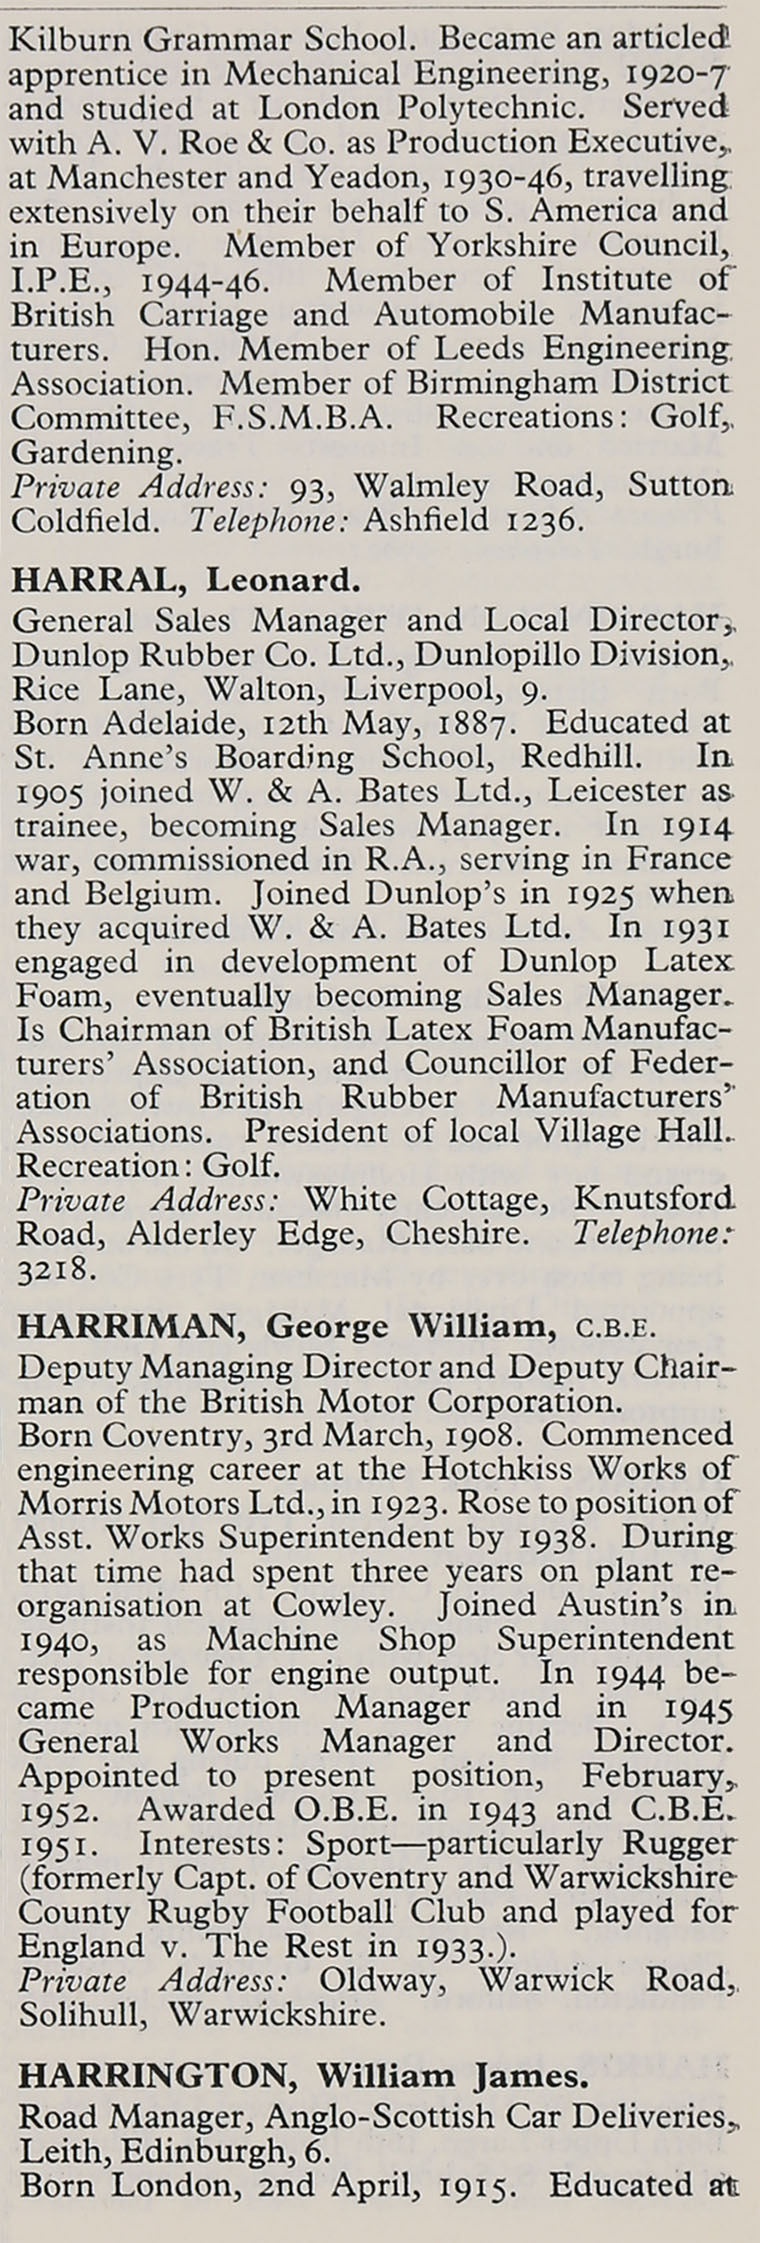 Kilburn Grammar School. Became an articled
apprentice in Mechanical Engineering, 1920-7
and studied at London Polytechnic. Served
with A. V. Roe & Co. as Production Executive,
at Manchester and Yeadon, 1930-46, travelling
extensively on their behalf to S. America and
in Europe. Member of Yorkshire Council,
I.P.E., 1944-46. Member of Institute of
British Carriage and Automobile Manufac-
turers. Hon. Member of Leeds Engineering
Association. Member of Birmingham District
Committee, F.S.M.B.A. Recreations: Golf,
Gardening.
Private Address: 93, Walmley Road, Sutton
Coldfield. Telephone: Ashfield 1236.
HARRAL, Leonard.
General Sales Manager and Local Director,
Dunlop Rubber Co. Ltd., Dunlopillo Division,
Rice Lane, Walton, Liverpool, 9.
Born Adelaide, 12th May, 1887. Educated at
St. Anne's Boarding School, Redhill. In
1905 joined W. & A. Bates Ltd., Leicester as
trainee, becoming Sales Manager. In 1914
war, commissioned in R.A., serving in France
and Belgium. Joined Dunlop's in 1925 when
they acquired W. & A. Bates Ltd. In 1931
engaged in development of Dunlop Latex
Foam, eventually becoming Sales Manager.
Is Chairman of British Latex Foam Manufac-
turers' Association, and Councillor of Feder-
ation of British Rubber Manufacturers'
Associations. President of local Village Hall.
Recreation: Golf.
Private Address: White Cottage, Knutsford
Road, Alderley Edge, Cheshire. Telephone:
3218.
HARRIMAN, George William, C.B.E.
Deputy Managing Director and Deputy Chair-
man of the British Motor Corporation.
Born Coventry, 3rd March, 1908. Commenced
engineering career at the Hotchkiss Works of
Morris Motors Ltd., in 1923. Rose to position of
Asst. Works Superintendent by 1938. During
that time had spent three years on plant re-
organisation at Cowley. Joined Austin's in
1940, as Machine Shop Superintendent
responsible for engine output. In 1944 be-
came Production Manager and in 1945
General Works Manager and Director.
Appointed to present position, February,
1952. Awarded O.B.E. in 1943 and C.B.E.
1951. Interests: Sport—particularly Rugger
(formerly Capt. of Coventry and Warwickshire
County Rugby Football Club and played for
England v. The Rest in 1933.).
Private Address: Oldway, Warwick Road,
Solihull, Warwickshire.
HARRINGTON, William James.
Road Manager, Anglo-Scottish Car Deliveries,
Leith, Edinburgh, 6.
Born London, 2nd April, 1915. Educated at